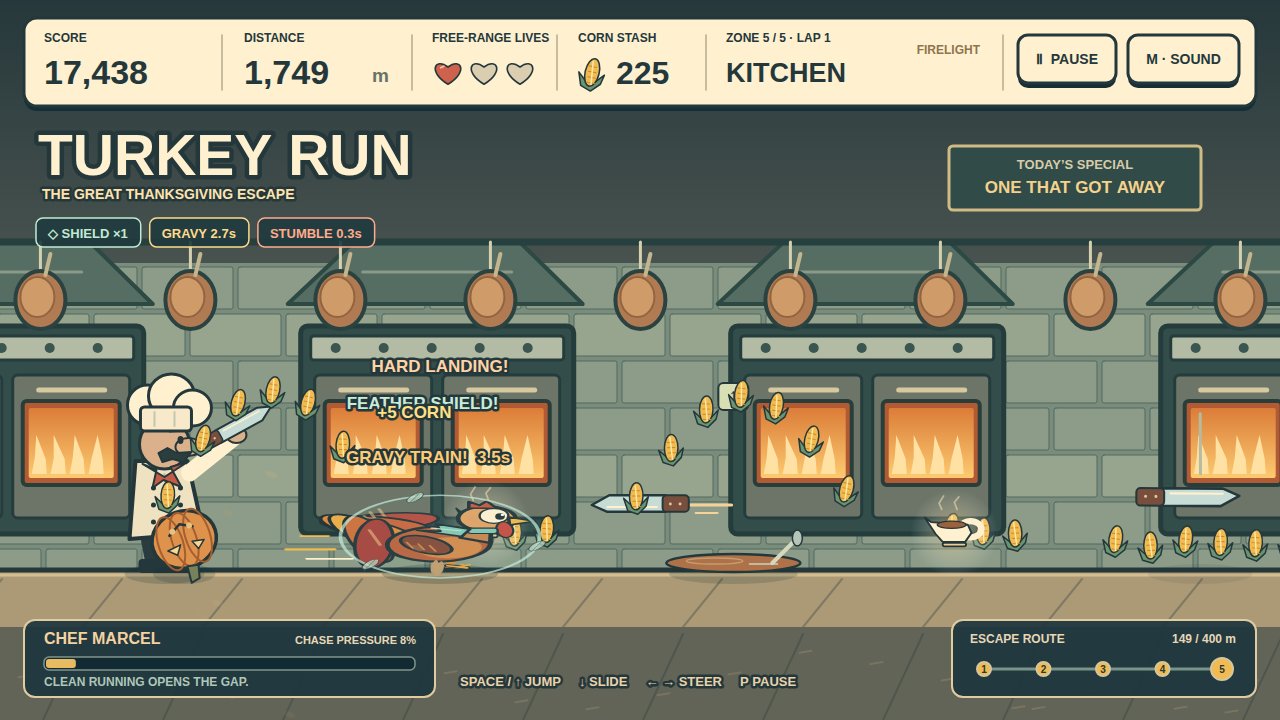 SCORE
17,438
DISTANCE
1,749 m
FREE-RANGE LIVES
CORN STASH
225
ZONE 5 / 5 · LAP 1
KITCHEN
FIRELIGHT
Ⅱ PAUSE
M · SOUND
TURKEY RUN
THE GREAT THANKSGIVING ESCAPE
TODAY'S SPECIAL
ONE THAT GOT AWAY
◇ SHIELD ×1
GRAVY 2.7s
STUMBLE 0.3s
HARD LANDING!
FEATHER SHIELD!
+5 CORN
GRAVY TRAIN! 3.5s
CHEF MARCEL
CHASE PRESSURE 8%
CLEAN RUNNING OPENS THE GAP.
SPACE / ↑ JUMP ↓ SLIDE ← → STEER P PAUSE
ESCAPE ROUTE
149 / 400 m
1 2 3 4 5